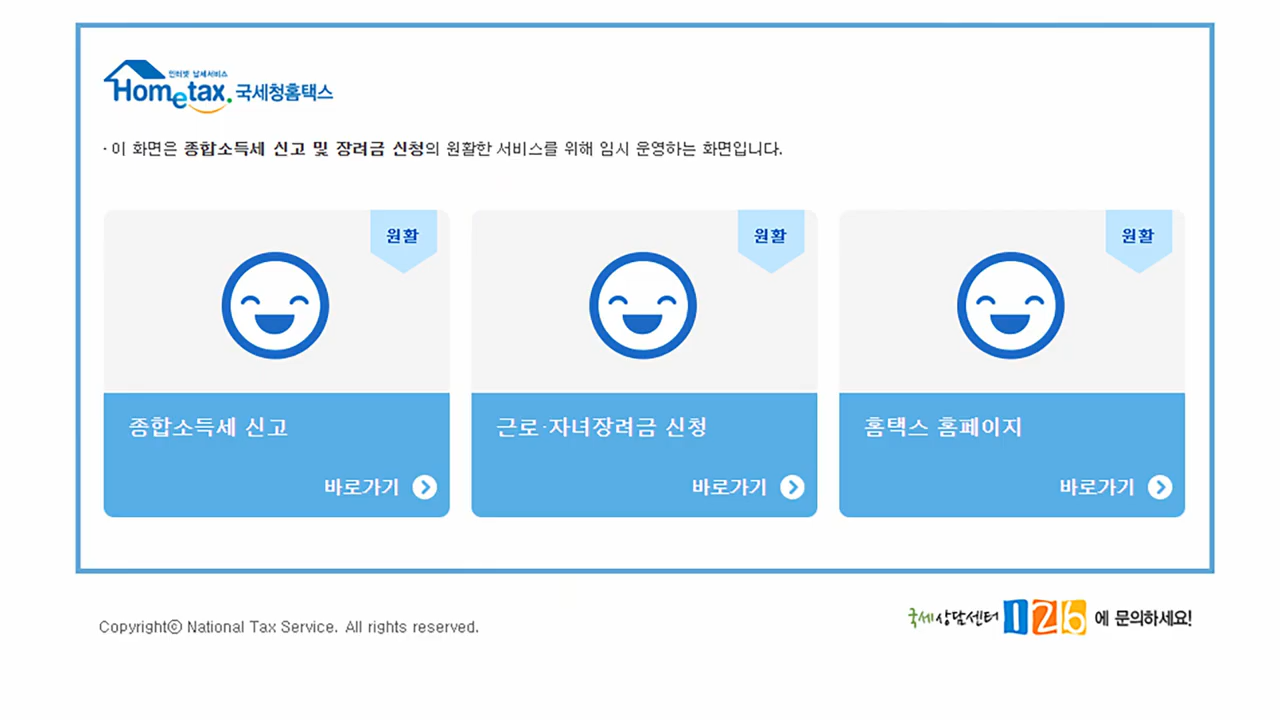 인터넷 납세서비스
Hometax. 국세청홈택스
· 이 화면은 종합소득세 신고 및 장려금 신청의 원활한 서비스를 위해 임시 운영하는 화면입니다.
원활
원활
원활
종합소득세 신고
바로가기
근로·자녀장려금 신청
바로가기
홈택스 홈페이지
바로가기
Copyrightⓒ National Tax Service. All rights reserved.
국세상담센터 126 에 문의하세요!